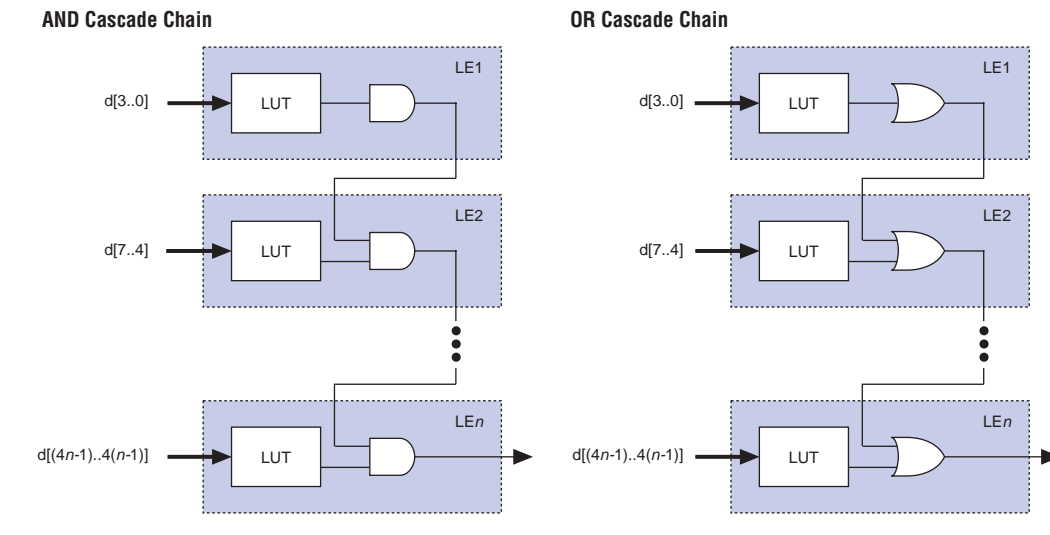 AND Cascade Chain
LE1
d[3..0]
LUT
LE2
d[7..4]
LUT
LEn
d[(4n-1)..4(n-1)]
LUT
OR Cascade Chain
LE1
d[3..0]
LUT
LE2
d[7..4]
LUT
LEn
d[(4n-1)..4(n-1)]
LUT